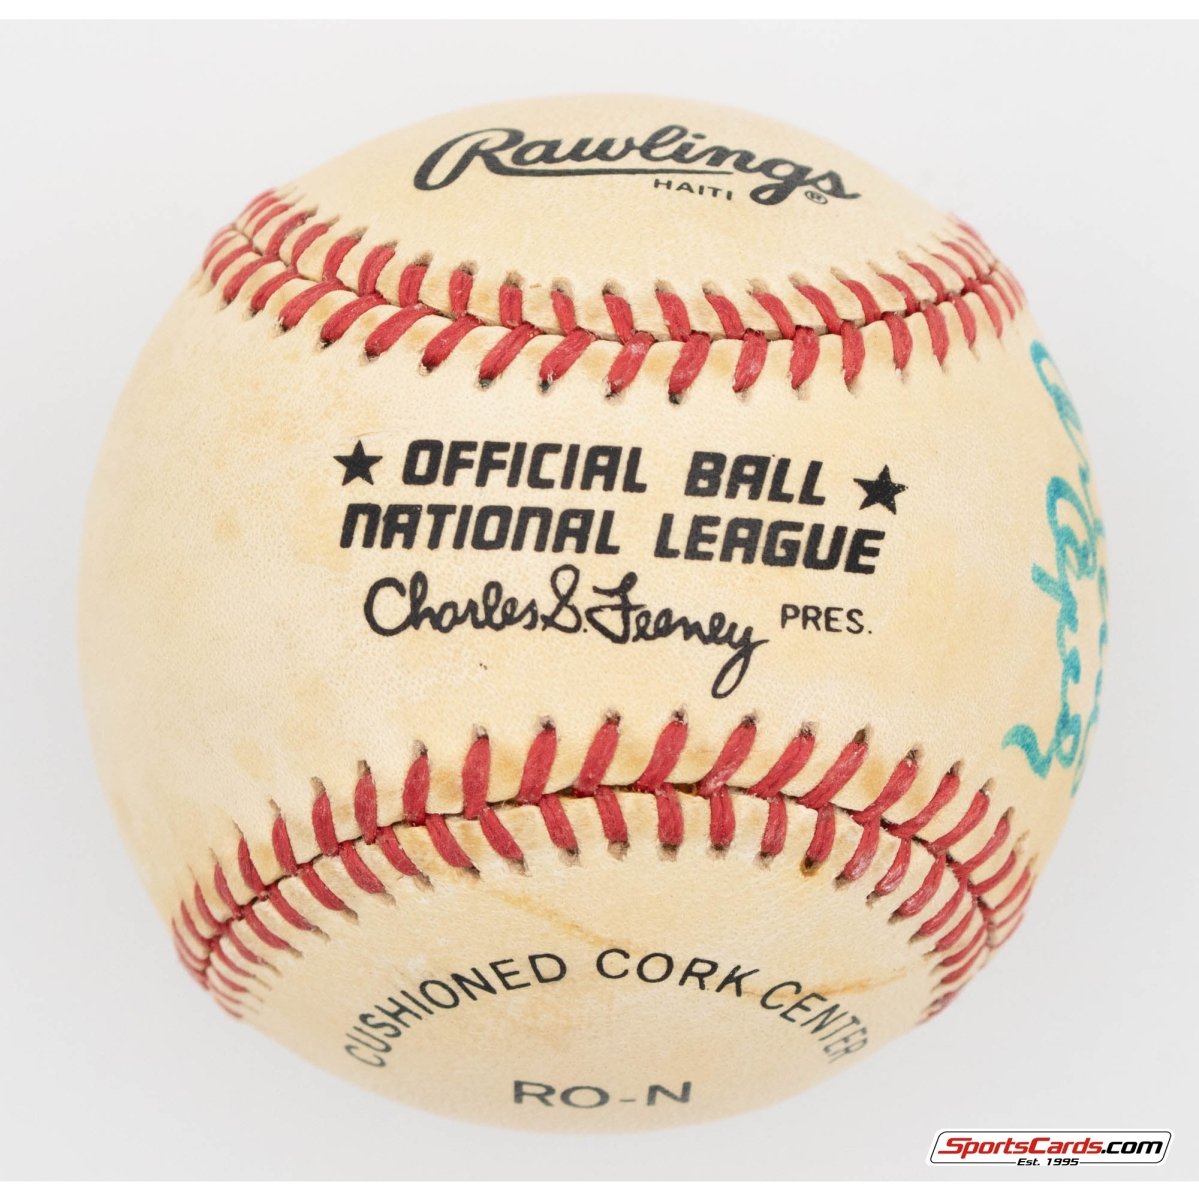 Rawlings®
HAITI
★ OFFICIAL BALL ★
NATIONAL LEAGUE
Charles S. Feeney PRES.
CUSHIONED CORK CENTER
RO-N
SportsCards.com
Est. 1995